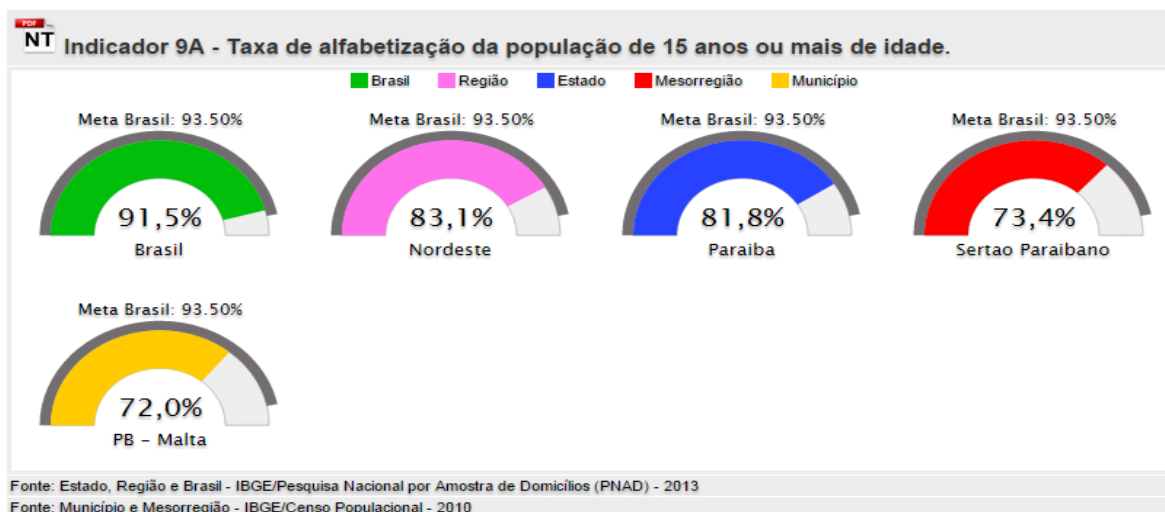 PDF
NT
Indicador 9A - Taxa de alfabetização da população de 15 anos ou mais de idade.
Brasil Região Estado Mesorregião Município
Meta Brasil: 93.50% Meta Brasil: 93.50% Meta Brasil: 93.50% Meta Brasil: 93.50%
91,5% 83,1% 81,8% 73,4%
Brasil Nordeste Paraiba Sertao Paraibano
Meta Brasil: 93.50%
72,0%
PB – Malta
Fonte: Estado, Região e Brasil - IBGE/Pesquisa Nacional por Amostra de Domicílios (PNAD) - 2013
Fonte: Município e Mesorregião - IBGE/Censo Populacional - 2010